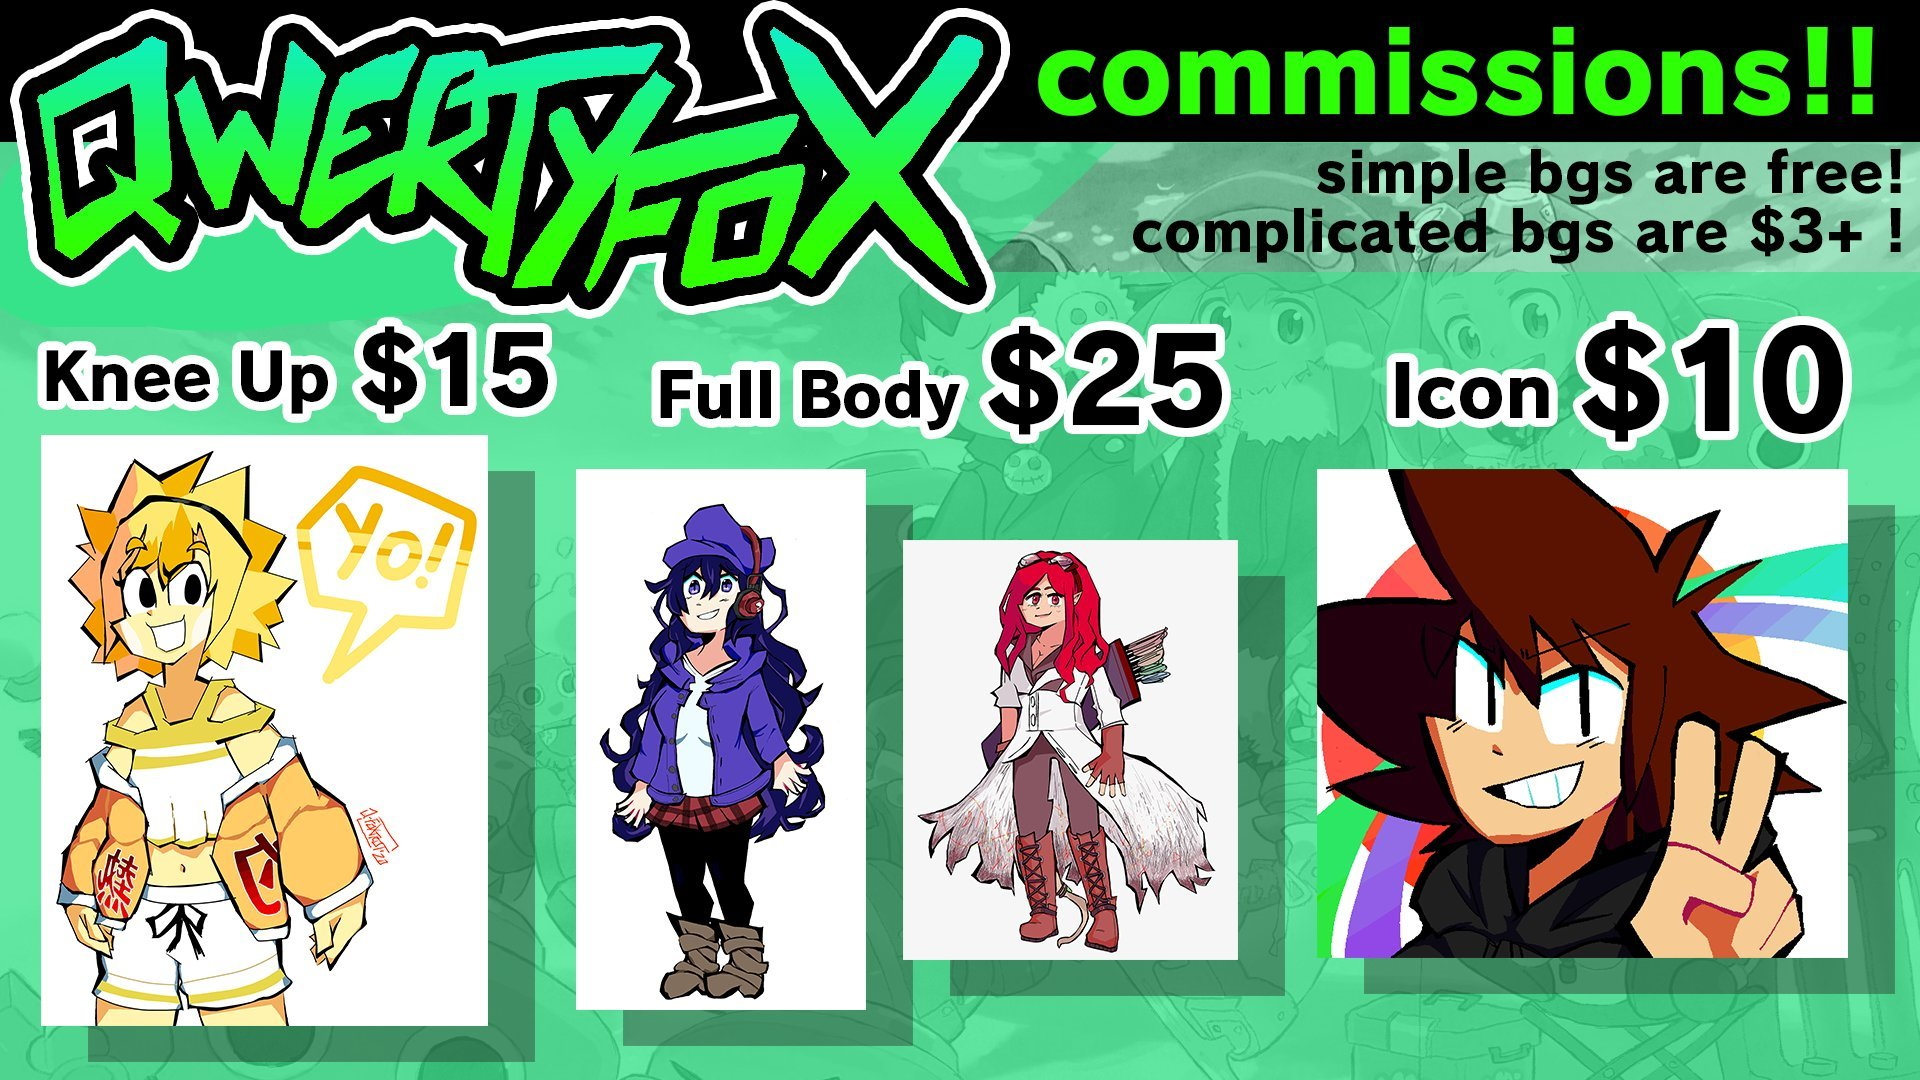 QWERTYFOX
commissions!!
simple bgs are free!
complicated bgs are $3+ !
Knee Up $15
Full Body $25
Icon $10
Yo!